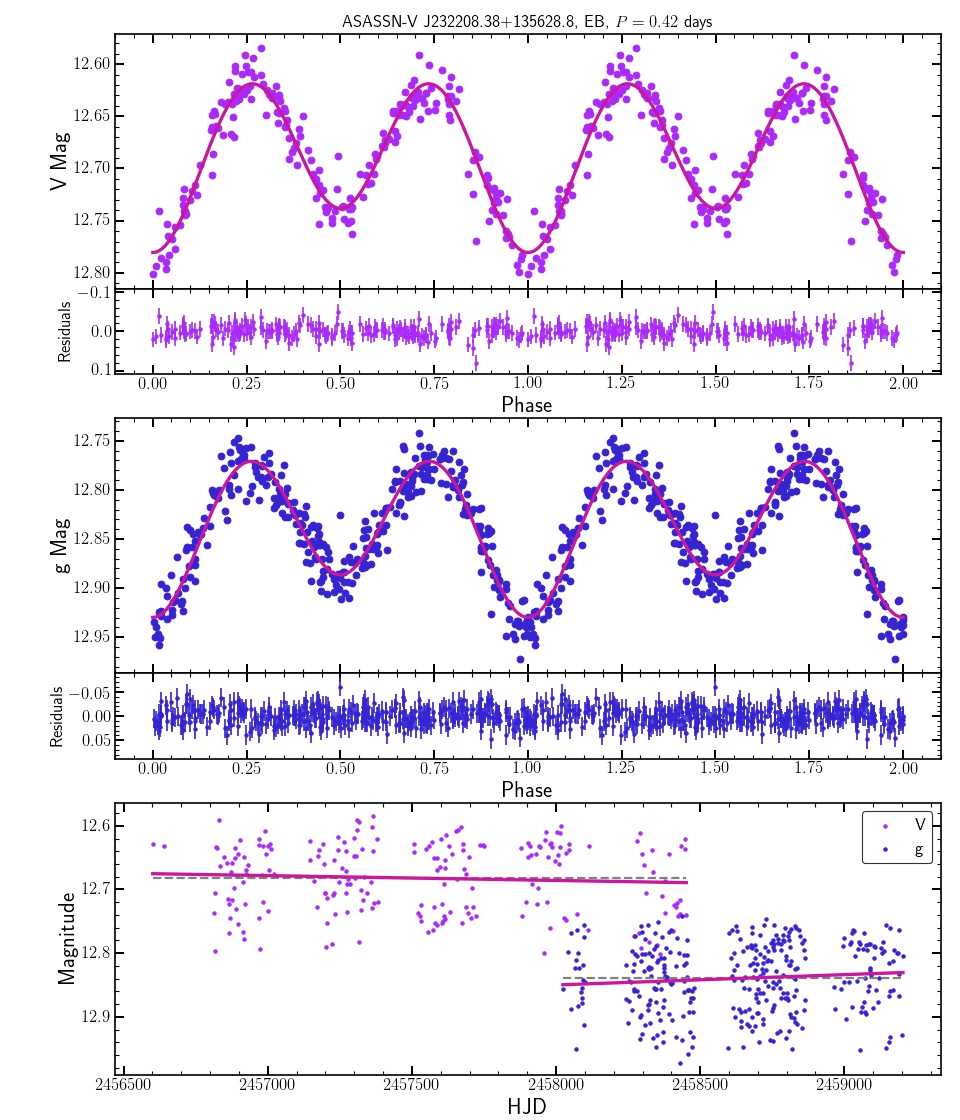 ASASSN-V J232208.38+135628.8, EB, P = 0.42 days
12.60
12.65
12.70
12.75
12.80
V Mag
−0.1
0.0
0.1
Residuals
0.00 0.25 0.50 0.75 1.00 1.25 1.50 1.75 2.00
Phase
12.75
12.80
12.85
12.90
12.95
g Mag
−0.05
0.00
0.05
Residuals
0.00 0.25 0.50 0.75 1.00 1.25 1.50 1.75 2.00
Phase
12.6
12.7
12.8
12.9
Magnitude
V
g
2456500 2457000 2457500 2458000 2458500 2459000
HJD